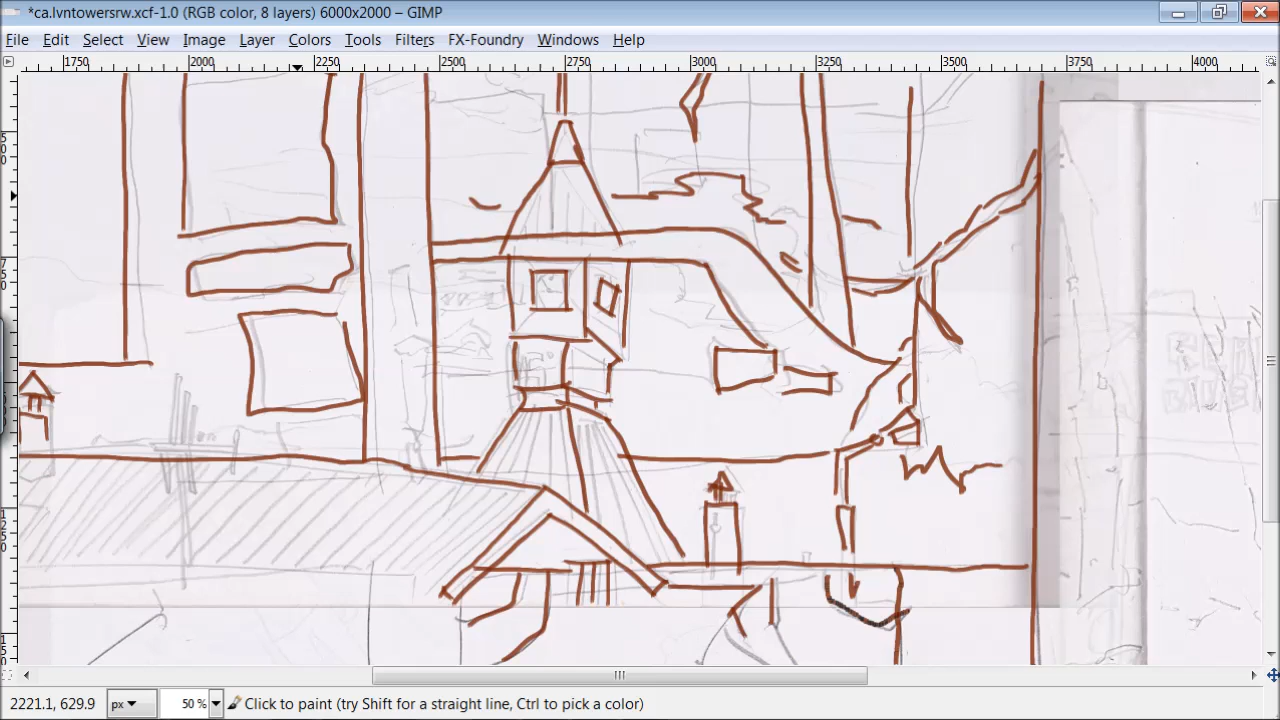 *ca.lvntowersrw.xcf-1.0 (RGB color, 8 layers) 6000x2000 – GIMP
File Edit Select View Image Layer Colors Tools Filters FX-Foundry Windows Help
1750 2000 2250 2500 2750 3000 3250 3500 3750 4000
2221.1, 629.9 px 50 % Click to paint (try Shift for a straight line, Ctrl to pick a color)